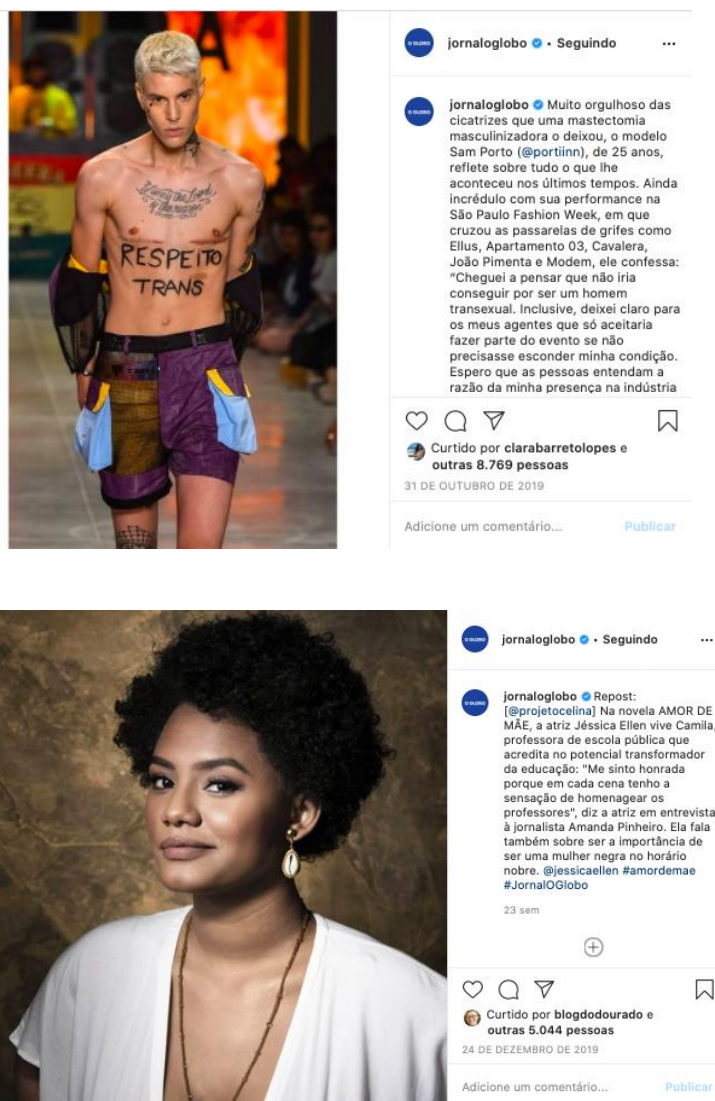 jornaloglobo • Seguindo
jornaloglobo Muito orgulhoso das
cicatrizes que uma mastectomia
masculinizadora o deixou, o modelo
Sam Porto (@portiinn), de 25 anos,
reflete sobre tudo o que lhe
aconteceu nos últimos tempos. Ainda
incrédulo com sua performance na
São Paulo Fashion Week, em que
cruzou as passarelas de grifes como
Ellus, Apartamento 03, Cavalera,
João Pimenta e Modem, ele confessa:
“Cheguei a pensar que não iria
conseguir por ser um homem
transexual. Inclusive, deixei claro para
os meus agentes que só aceitaria
fazer parte do evento se não
precisasse esconder minha condição.
Espero que as pessoas entendam a
razão da minha presença na indústria
Curtido por clarabarretolopes e
outras 8.769 pessoas
31 DE OUTUBRO DE 2019
Adicione um comentário... Publicar
RESPEITO
TRANS
jornaloglobo • Seguindo
jornaloglobo Repost:
[@projetocelina] Na novela AMOR DE
MÃE, a atriz Jéssica Ellen vive Camila,
professora de escola pública que
acredita no potencial transformador
da educação: "Me sinto honrada
porque em cada cena tenho a
sensação de homenagear os
professores", diz a atriz em entrevista
à jornalista Amanda Pinheiro. Ela fala
também sobre ser a importância de
ser uma mulher negra no horário
nobre. @jessicaellen #amordemae
#JornalOGlobo
23 sem
Curtido por blogdodourado e
outras 5.044 pessoas
24 DE DEZEMBRO DE 2019
Adicione um comentário... Publicar